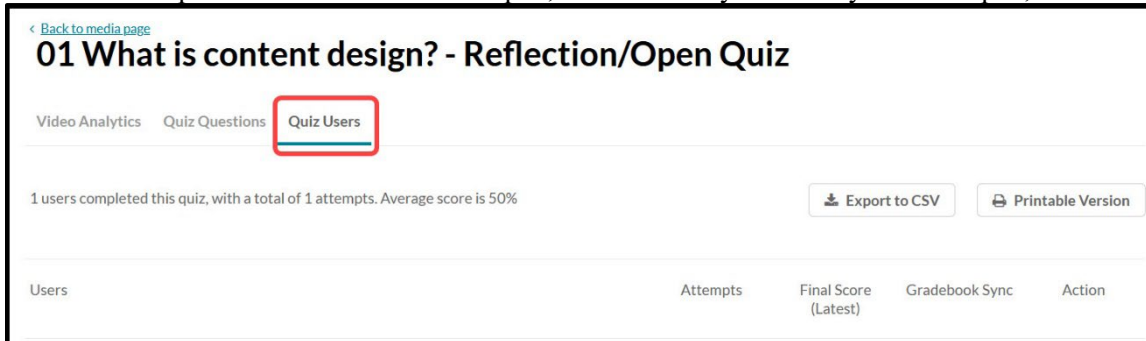 < Back to media page
01 What is content design? - Reflection/Open Quiz
Video Analytics Quiz Questions Quiz Users
1 users completed this quiz, with a total of 1 attempts. Average score is 50% Export to CSV Printable Version
Users Attempts Final Score Gradebook Sync Action
(Latest)